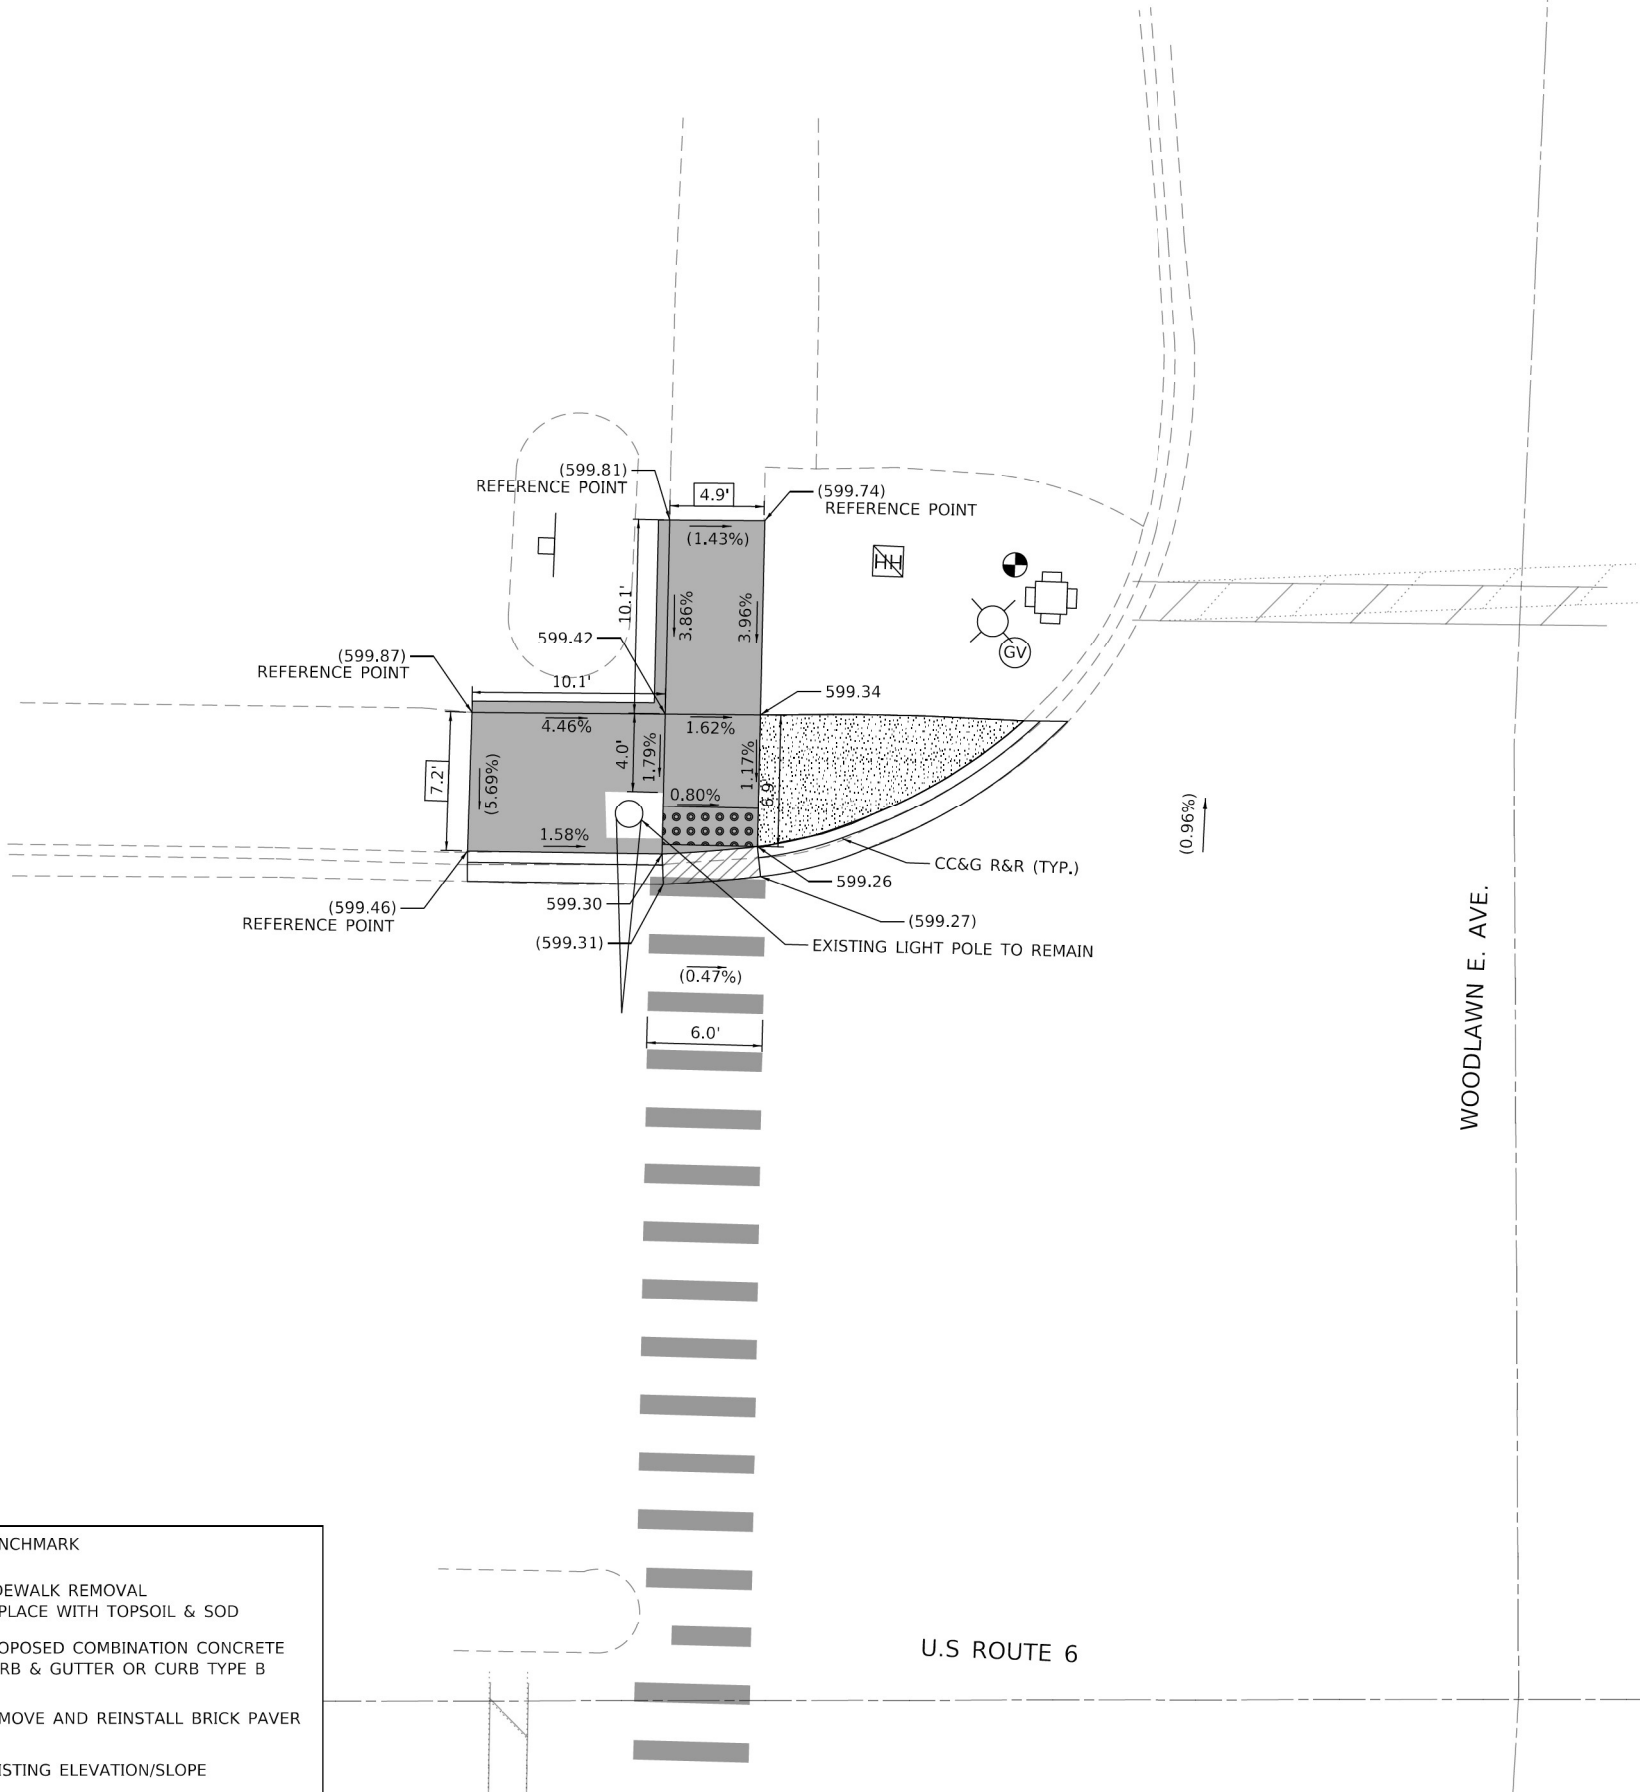 (599.81)
REFERENCE POINT
4.9'
(599.74)
REFERENCE POINT
(1.43%)
HH
10.1'
3.86%
3.96%
599.42
GV
(599.87)
REFERENCE POINT
10.1'
599.34
4.46%
1.62%
7.2'
(5.69%)
4.0'
1.79%
1.17%
6.9'
0.80%
1.58%
(0.96%)
CC&G R&R (TYP.)
599.26
599.30
(599.46)
REFERENCE POINT
(599.27)
(599.31)
EXISTING LIGHT POLE TO REMAIN
(0.47%)
6.0'
WOODLAWN E. AVE.
U.S ROUTE 6
NCHMARK
DEWALK REMOVAL
PLACE WITH TOPSOIL & SOD
OPOSED COMBINATION CONCRETE
RB & GUTTER OR CURB TYPE B
MOVE AND REINSTALL BRICK PAVER
ISTING ELEVATION/SLOPE